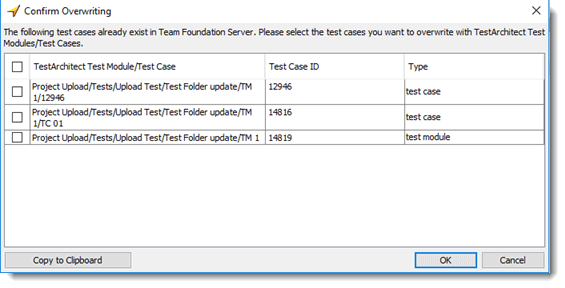 Confirm Overwriting
The following test cases already exist in Team Foundation Server. Please select the test cases you want to overwrite with TestArchitect Test
Modules/Test Cases.
TestArchitect Test Module/Test Case Test Case ID Type
Project Upload/Tests/Upload Test/Test Folder update/TM 12946 test case
1/12946
Project Upload/Tests/Upload Test/Test Folder update/TM 14816 test case
1/TC 01
Project Upload/Tests/Upload Test/Test Folder update/TM 1 14819 test module
Copy to Clipboard OK Cancel